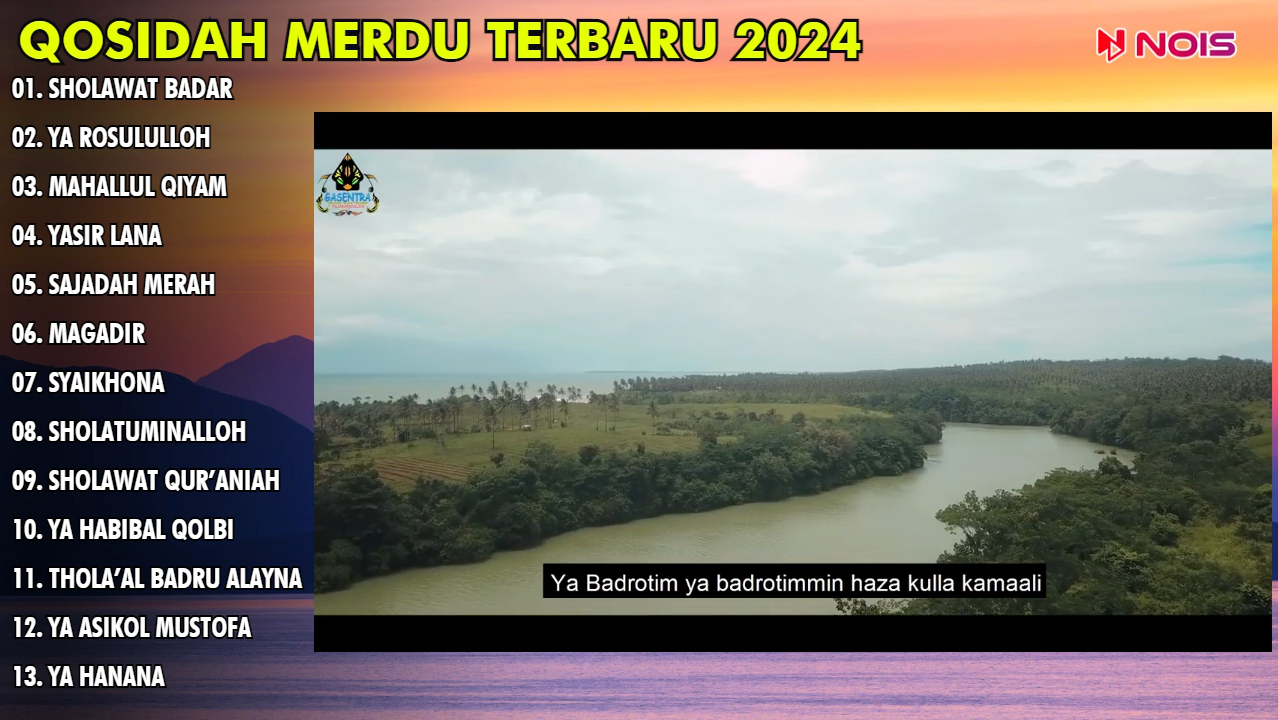 QOSIDAH MERDU TERBARU 2024
NOIS
01. SHOLAWAT BADAR
02. YA ROSULULLOH
03. MAHALLUL QIYAM
04. YASIR LANA
05. SAJADAH MERAH
06. MAGADIR
07. SYAIKHONA
08. SHOLATUMINALLOH
09. SHOLAWAT QUR’ANIAH
10. YA HABIBAL QOLBI
11. THOLA’AL BADRU ALAYNA
12. YA ASIKOL MUSTOFA
13. YA HANANA
GASENTRA
Ya Badrotim ya badrotimmin haza kulla kamaali